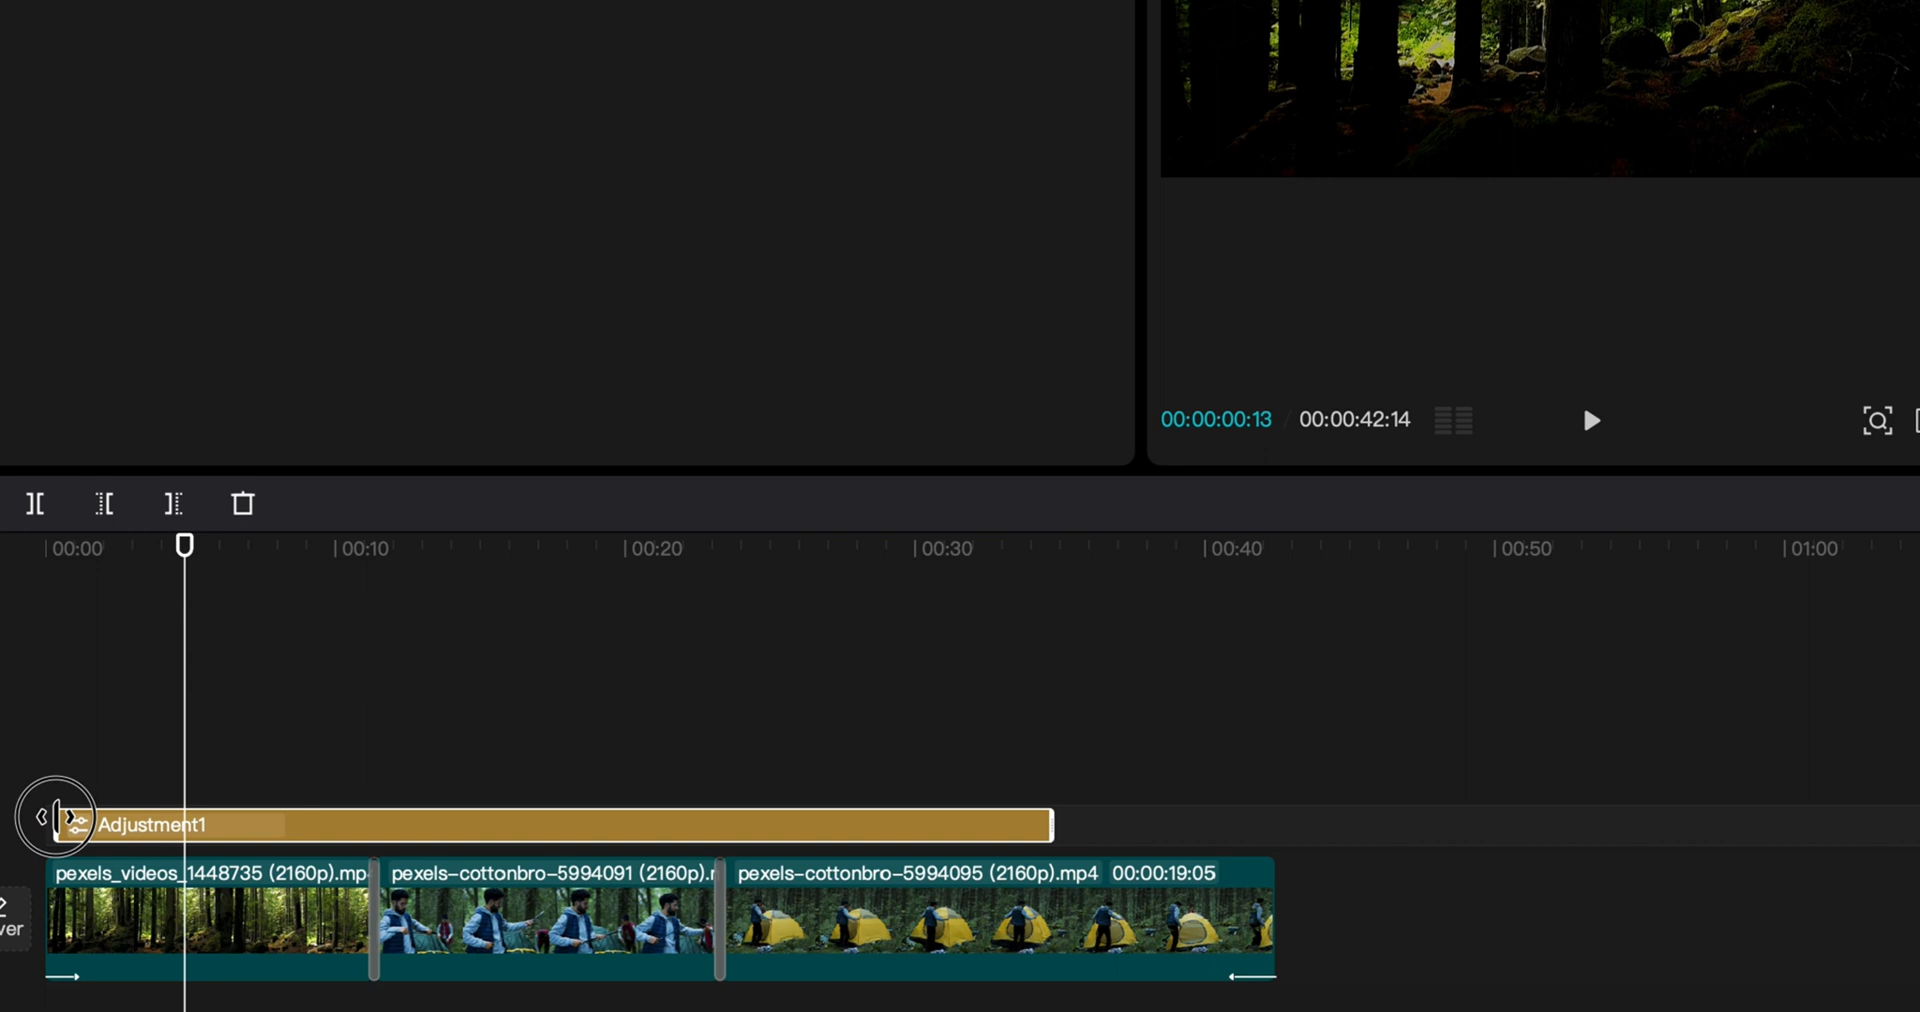 00:00:00:13 / 00:00:42:14
00:00
00:10
00:20
00:30
00:40
00:50
01:00
Adjustment1
pexels_videos_1448735 (2160p).mp4
pexels-cottonbro-5994091 (2160p).r
pexels-cottonbro-5994095 (2160p).mp4 00:00:19:05
ver